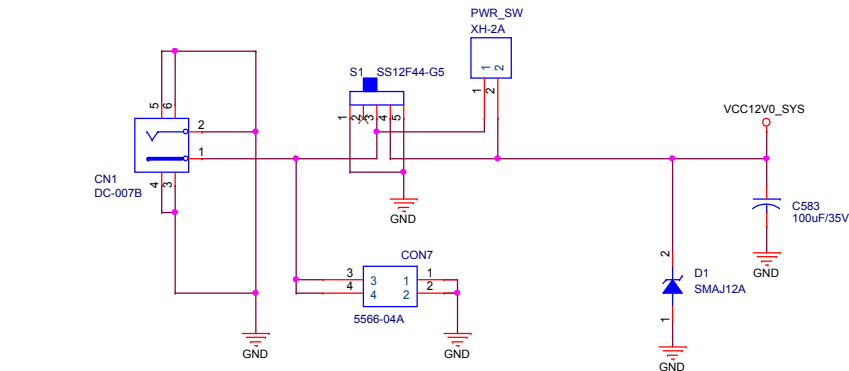 PWR_SW
XH-2A
1 2
1 2
S1 SS12F44-G5
1 2 3 4 5
VCC12V0_SYS
5 6
2
1
CN1
DC-007B
4 3
GND
C583
100uF/35V
CON7
3 3 1 1
4 4 2 2
5566-04A
2
D1
SMAJ12A
1
GND
GND
GND
GND